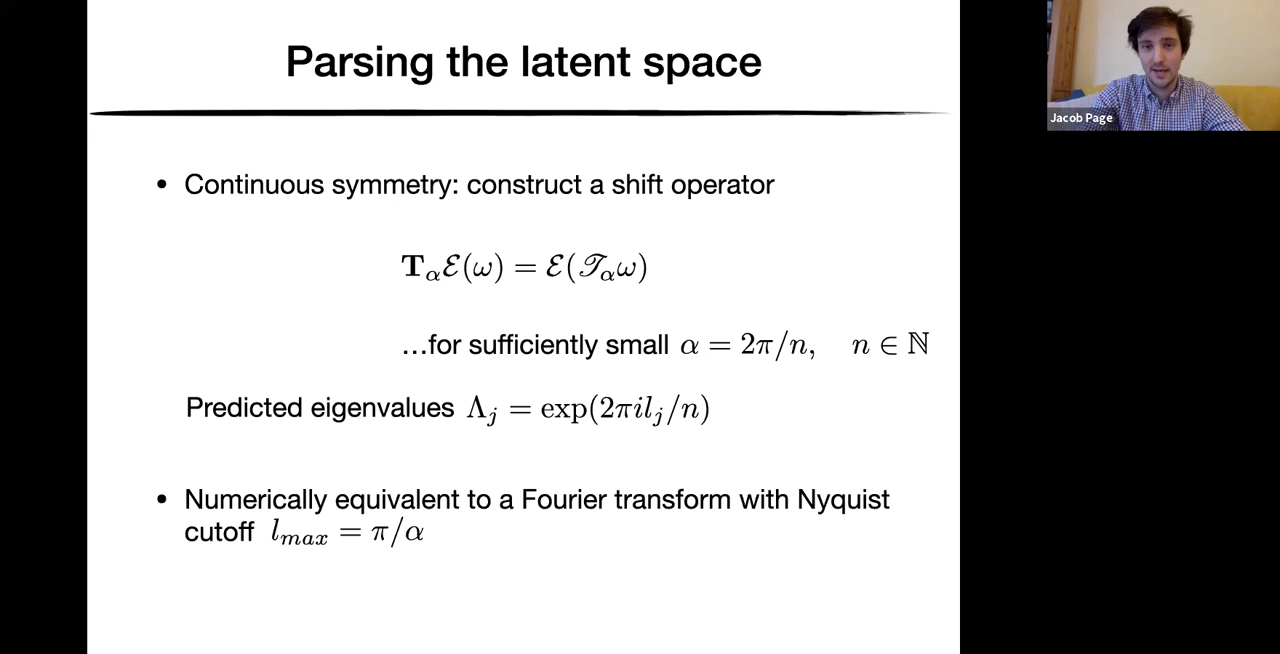 Parsing the latent space
• Continuous symmetry: construct a shift operator
𝐓_α ℰ(ω) = ℰ(𝒯_α ω)
...for sufficiently small α = 2π/n, n ∈ ℕ
Predicted eigenvalues Λ_j = exp(2πil_j/n)
• Numerically equivalent to a Fourier transform with Nyquist
cutoff l_max = π/α
Jacob Page